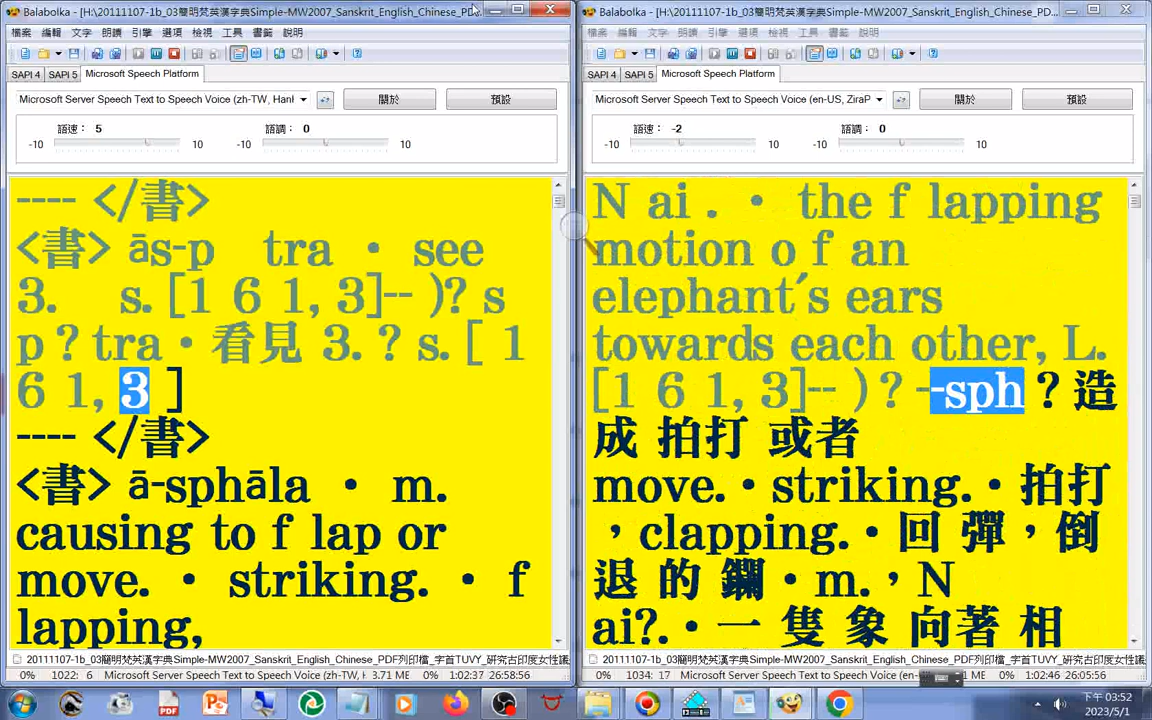 Balabolka - [H:\20111107-1b_03簡明梵英漢字典Simple-MW2007_Sanskrit_English_Chinese_PD
檔案 編輯 文字 朗讀 引擎 選項 檢視 工具 書籤 說明
SAPI 4 SAPI 5 Microsoft Speech Platform
Microsoft Server Speech Text to Speech Voice (zh-TW, Hanl
關於 預設
語速： 5 語調： 0
-10 10 -10 10
---- </書>
<書> ās-p tra • see
3. s. [1 6 1, 3]-- )? s
p ? tra • 看見 3. ? s. [ 1
6 1, 3 ]
---- </書>
<書> ā-sphāla • m.
causing to f lap or
move. • striking. • f
lapping,
20111107-1b_03簡明梵英漢字典Simple-MW2007_Sanskrit_English_Chinese_PDF列印檔_字首TUVY_研究古印度女性議
0% 1022: 6 Microsoft Server Speech Text to Speech Voice (zh-TW, H 3.71 ME 0% 1:02:37 26:58:56
Balabolka - [H:\20111107-1b_03簡明梵英漢字典Simple-MW2007_Sanskrit_English_Chinese_PD...
檔案 編輯 文字 朗讀 引擎 選項 檢視 工具 書籤 說明
SAPI 4 SAPI 5 Microsoft Speech Platform
Microsoft Server Speech Text to Speech Voice (en-US, ZiraP
關於 預設
語速： -2 語調： 0
-10 10 -10 10
N ai . • the f lapping
motion o f an
elephant´s ears
towards each other, L.
[1 6 1, 3]-- ) ? --sph ? 造
成 拍打 或者
move. • striking. • 拍打
，clapping. • 回 彈，倒
退 的 鑭 • m.，N
ai?. • 一 隻 象 向著 相
20111107-1b_03簡明梵英漢字典Simple-MW2007_Sanskrit_English_Chinese_PDF列印檔_字首TUVY_研究古印度女性議
0% 1034: 17 Microsoft Server Speech Text to Speech Voice ME 0% 1:02:46 26:05:56
PDF
下午 03:52
2023/5/1